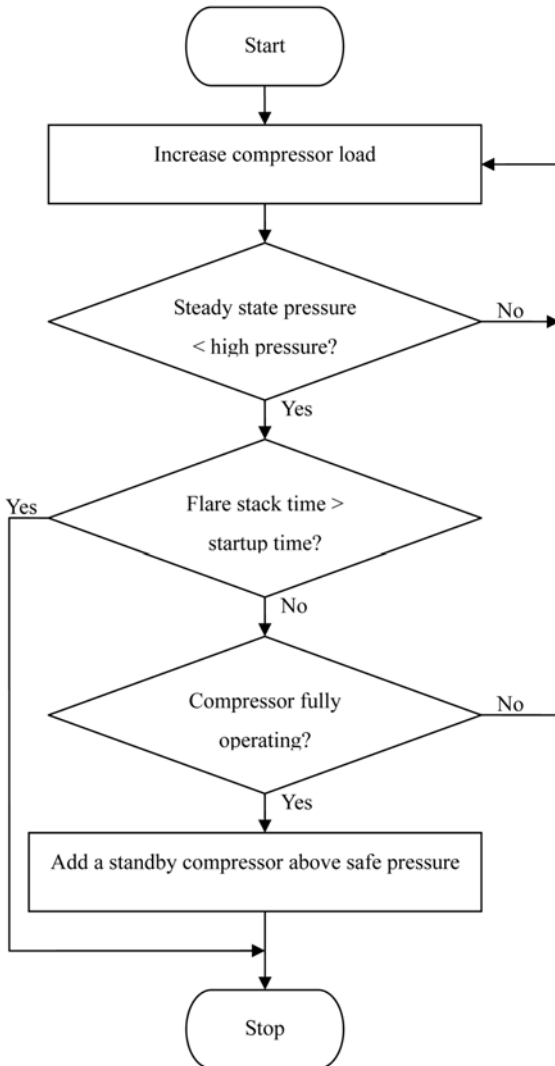 Start
Increase compressor load
Steady state pressure
< high pressure?
No
Yes
Yes
Flare stack time >
startup time?
No
Compressor fully
operating?
No
Yes
Add a standby compressor above safe pressure
Stop